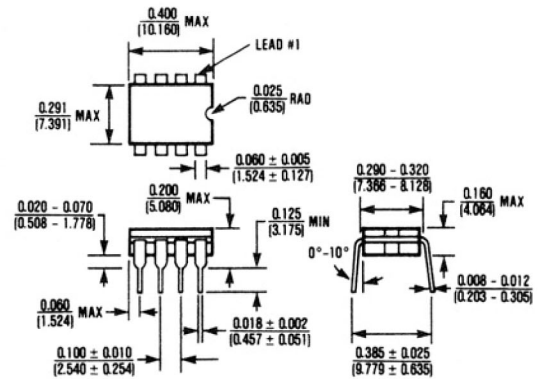 0.400
(10.160) MAX
LEAD #1
0.291
(7.391) MAX
0.025
(0.635) RAD
0.060 ± 0.005
(1.524 ± 0.127)
0.290 - 0.320
(7.366 - 8.128)
0.200
(5.080) MAX
0.160
(4.064) MAX
0.020 - 0.070
(0.508 - 1.778)
0.125
(3.175) MIN
0°-10°
0.060
(1.524) MAX
0.008 - 0.012
(0.203 - 0.305)
0.018 ± 0.002
(0.457 ± 0.051)
0.100 ± 0.010
(2.540 ± 0.254)
0.385 ± 0.025
(9.779 ± 0.635)